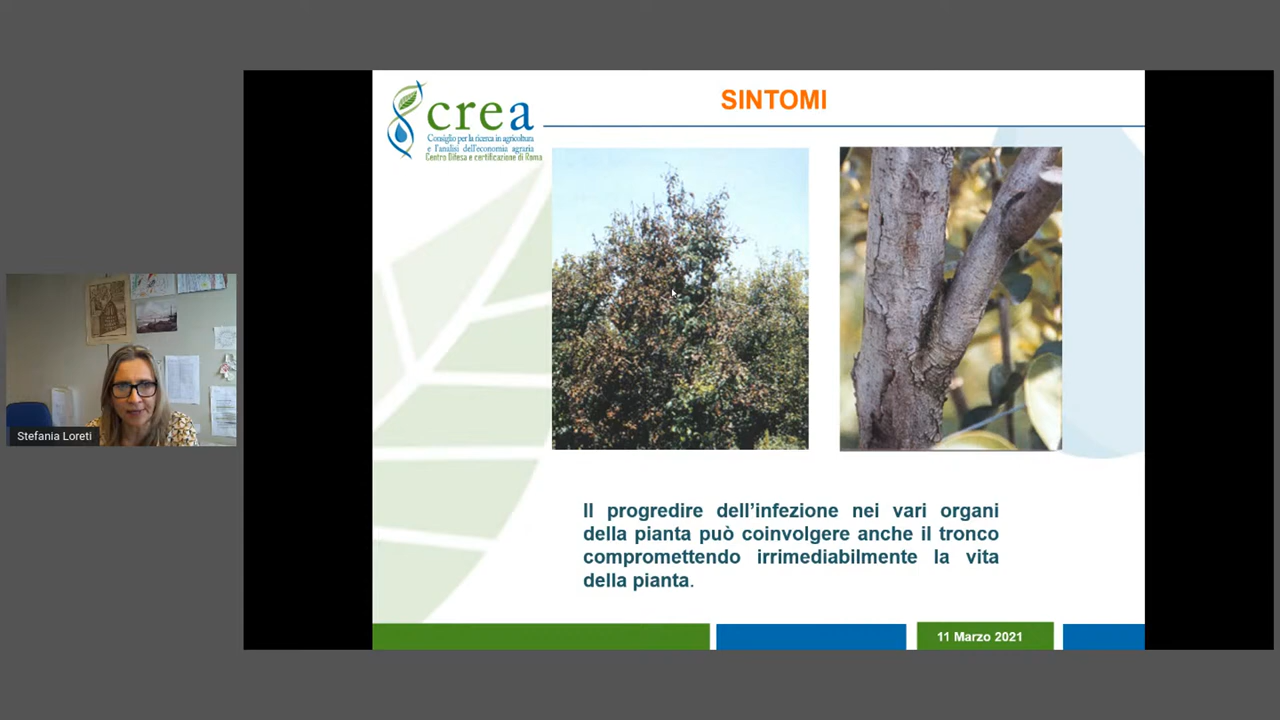 SINTOMI
crea
Consiglio per la ricerca in agricoltura
e l'analisi dell'economia agraria
Centro Difesa e certificazione di Roma
Stefania Loreti
Il progredire dell'infezione nei vari organi
della pianta può coinvolgere anche il tronco
compromettendo irrimediabilmente la vita
della pianta.
11 Marzo 2021